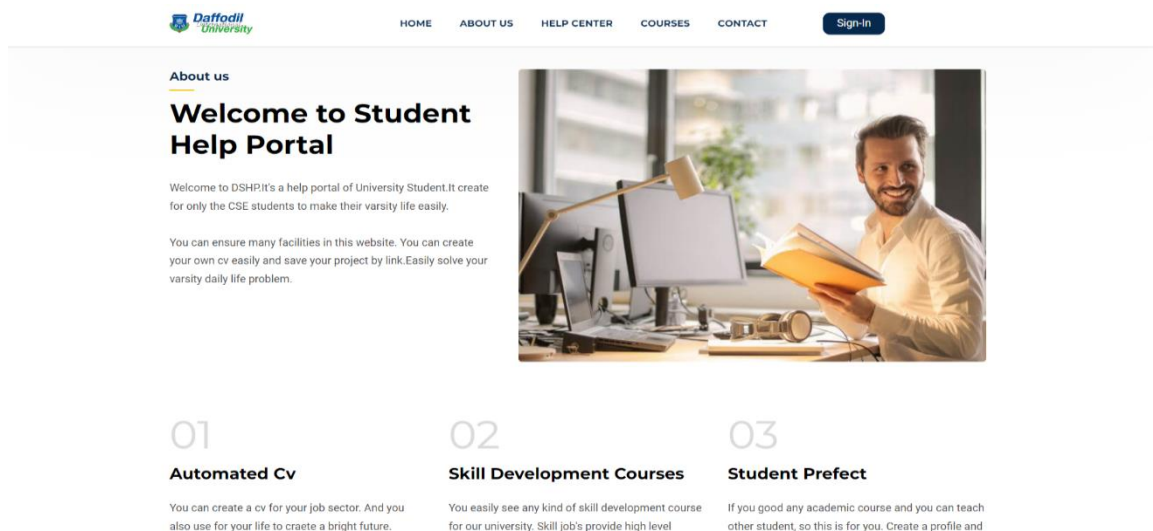 Daffodil
University
HOME ABOUT US HELP CENTER COURSES CONTACT Sign-In
About us
Welcome to Student
Help Portal
Welcome to DSHP.It's a help portal of University Student.It create
for only the CSE students to make their varsity life easily.
You can ensure many facilities in this website. You can create
your own cv easily and save your project by link.Easily solve your
varsity daily life problem.
01
Automated Cv
You can create a cv for your job sector. And you
also use for your life to craete a bright future.
02
Skill Development Courses
You easily see any kind of skill development course
for our university. Skill job's provide high level
03
Student Prefect
If you good any academic course and you can teach
other student, so this is for you. Create a profile and